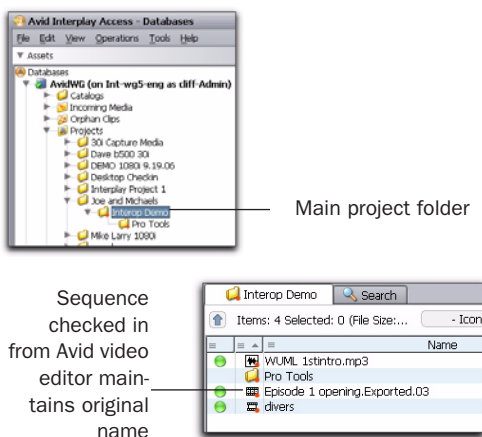 Avid Interplay Access - Databases
File Edit View Operations Tools Help
Assets
Databases
AvidWG (on Int-wg5-eng as cliff-Admin)
Catalogs
Incoming Media
Orphan Clips
Projects
30i Capture Media
Dave b500 30i
DEMO 1080i 9.19.06
Desktop Checkin
Interplay Project 1
Joe and Michaels
Interop Demo
Pro Tools
Mike Larry 1080i
Main project folder
Sequence
checked in
from Avid video
editor main-
tains original
name
Interop Demo Search
Items: 4 Selected: 0 (File Size:... - Icon
Name
WUML 1stintro.mp3
Pro Tools
Episode 1 opening.Exported.03
divers